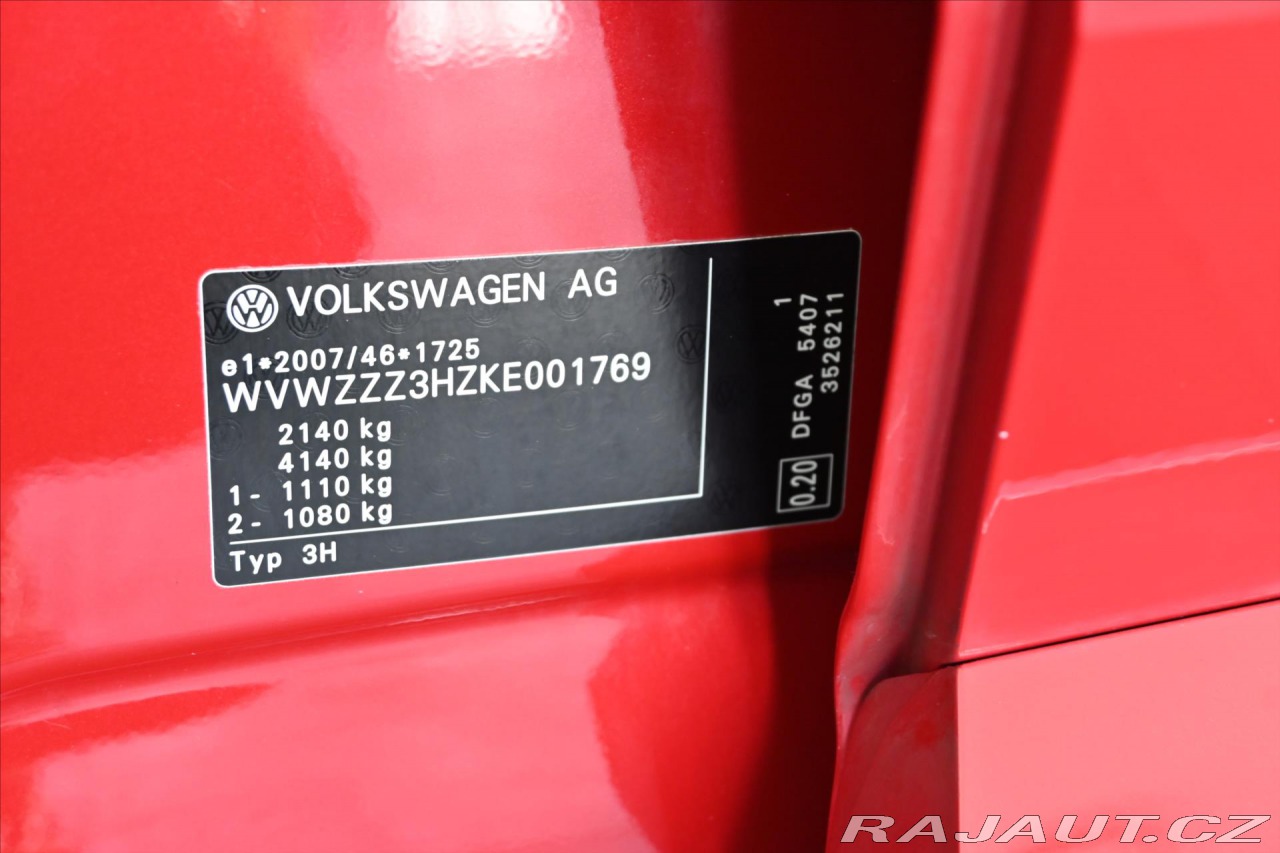 VOLKSWAGEN AG
e1*2007/46*1725
WVWZZZ3HZKE001769
2140 kg
4140 kg
1- 1110 kg
2- 1080 kg
Typ 3H
1
DFGA 5407
3526211
0.20
RAJAUT.CZ